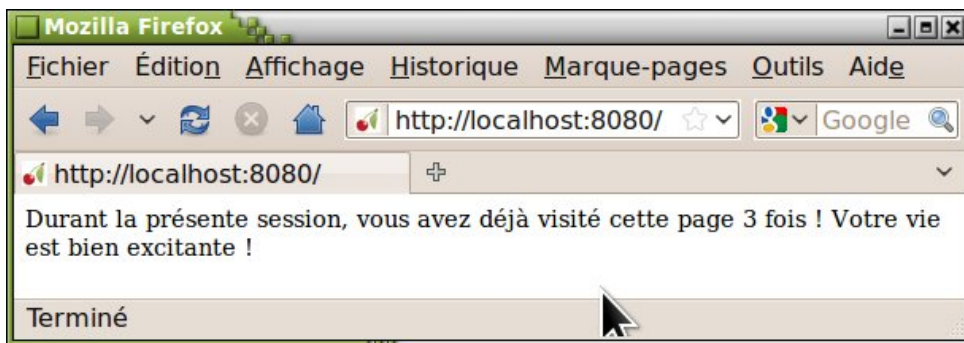 Mozilla Firefox
Fichier Édition Affichage Historique Marque-pages Outils Aide
http://localhost:8080/ Google
http://localhost:8080/
Durant la présente session, vous avez déjà visité cette page 3 fois ! Votre vie
est bien excitante !
Terminé